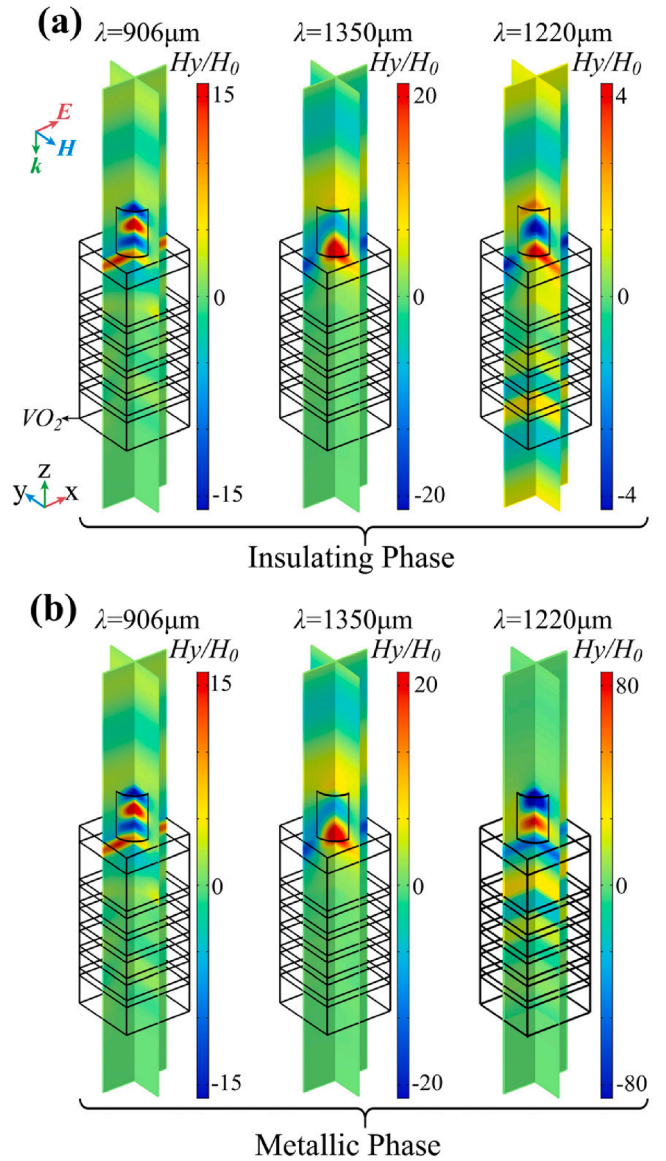 (a)
λ=906μm λ=1350μm λ=1220μm
Hy/H₀ Hy/H₀ Hy/H₀
15 20 4
E
H
k
0 0 0
VO₂
z
y x
-15 -20 -4
Insulating Phase
(b)
λ=906μm λ=1350μm λ=1220μm
Hy/H₀ Hy/H₀ Hy/H₀
15 20 80
0 0 0
-15 -20 -80
Metallic Phase